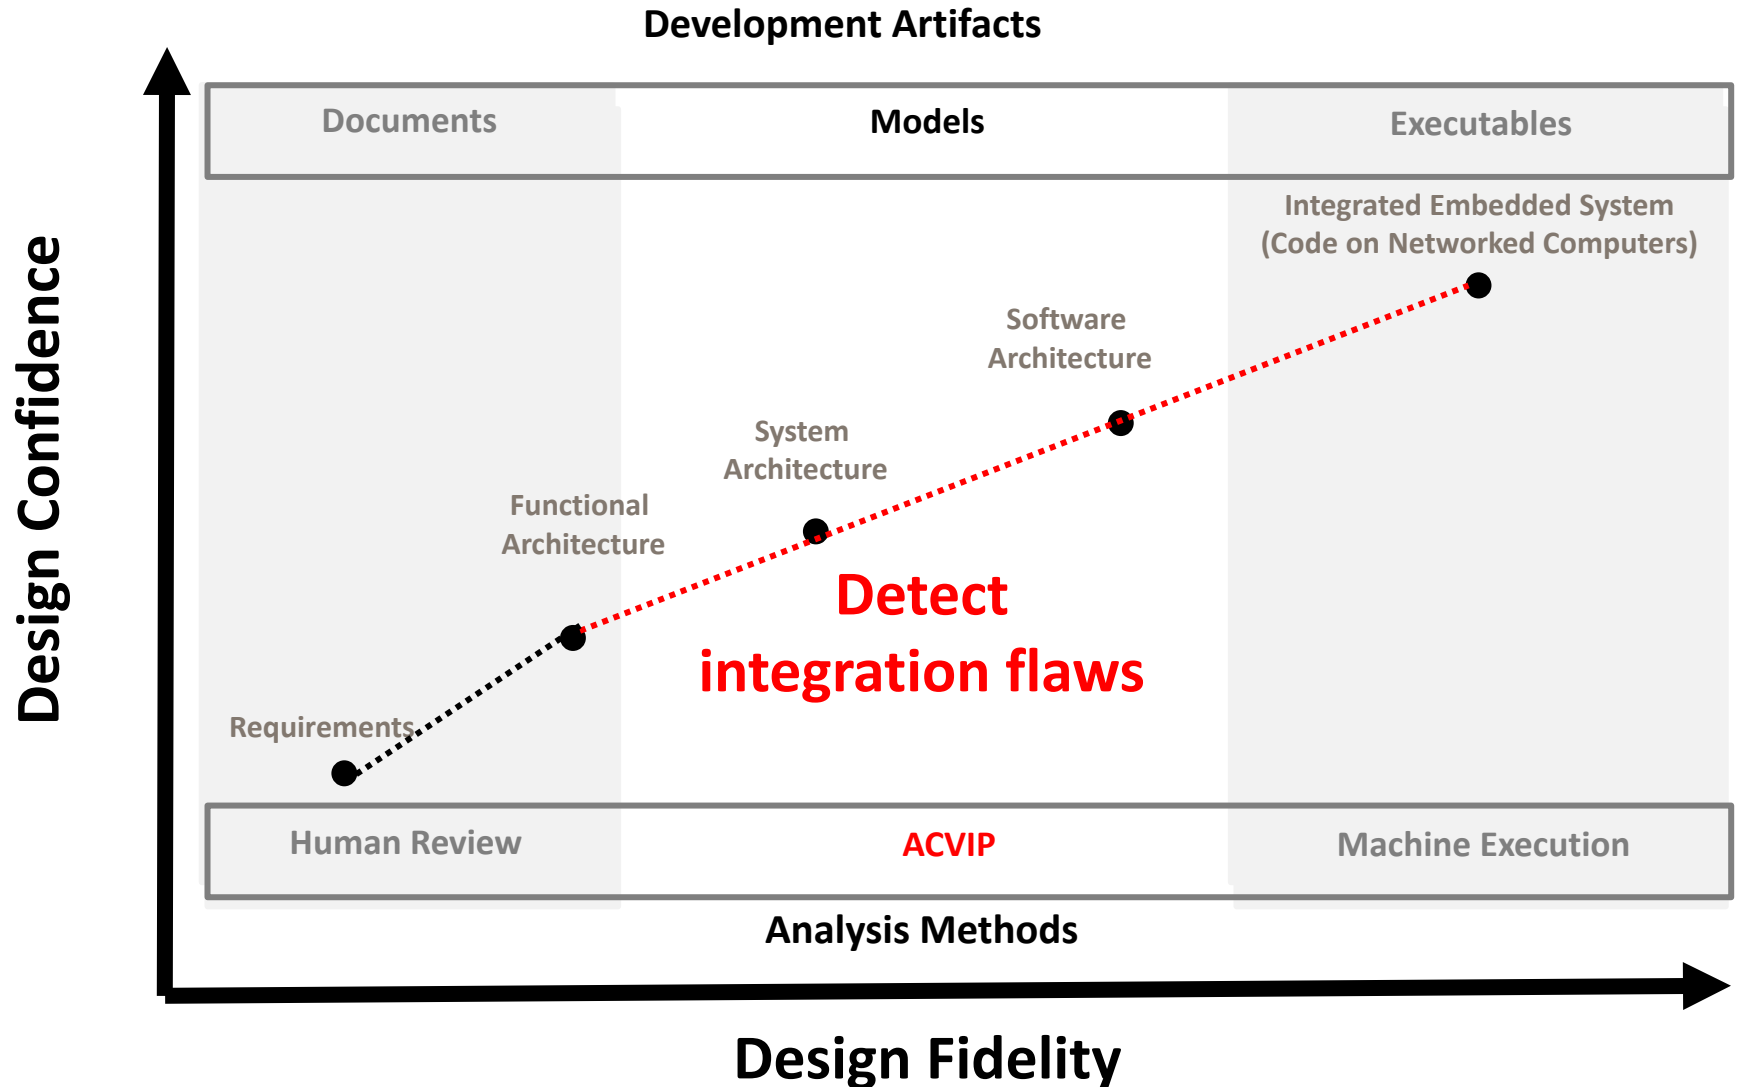 Development Artifacts
Documents
Models
Executables
Integrated Embedded System
(Code on Networked Computers)
Software
Architecture
System
Architecture
Functional
Architecture
Detect
integration flaws
Requirements
Human Review
ACVIP
Machine Execution
Analysis Methods
Design Confidence
Design Fidelity